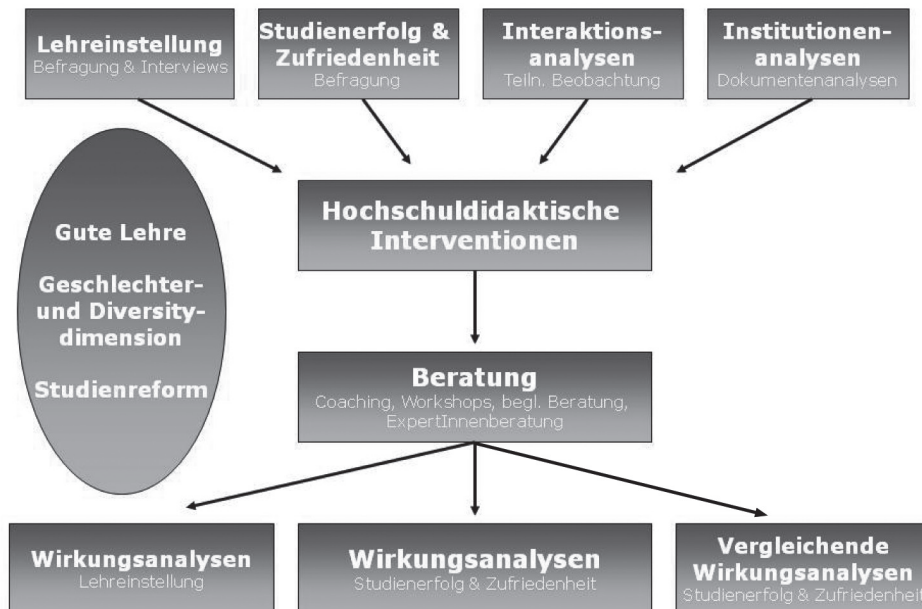 Lehreinstellung
Befragung & Interviews
Studienerfolg &
Zufriedenheit
Befragung
Interaktions-
analysen
Teiln. Beobachtung
Institutionen-
analysen
Dokumentenanalysen
Gute Lehre
Geschlechter-
und Diversity-
dimension
Studienreform
Hochschuldidaktische
Interventionen
Beratung
Coaching, Workshops, begl. Beratung,
ExpertInnenberatung
Wirkungsanalysen
Lehreinstellung
Wirkungsanalysen
Studienerfolg & Zufriedenheit
Vergleichende
Wirkungsanalysen
Studienerfolg & Zufriedenheit